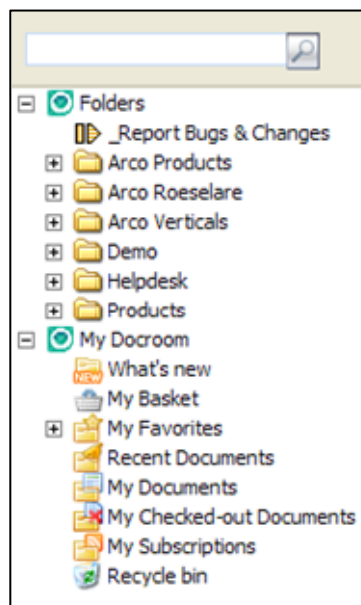 Folders
_Report Bugs & Changes
Arco Products
Arco Roeselare
Arco Verticals
Demo
Helpdesk
Products
My Docroom
What's new
NEW
My Basket
My Favorites
Recent Documents
My Documents
My Checked-out Documents
My Subscriptions
Recycle bin